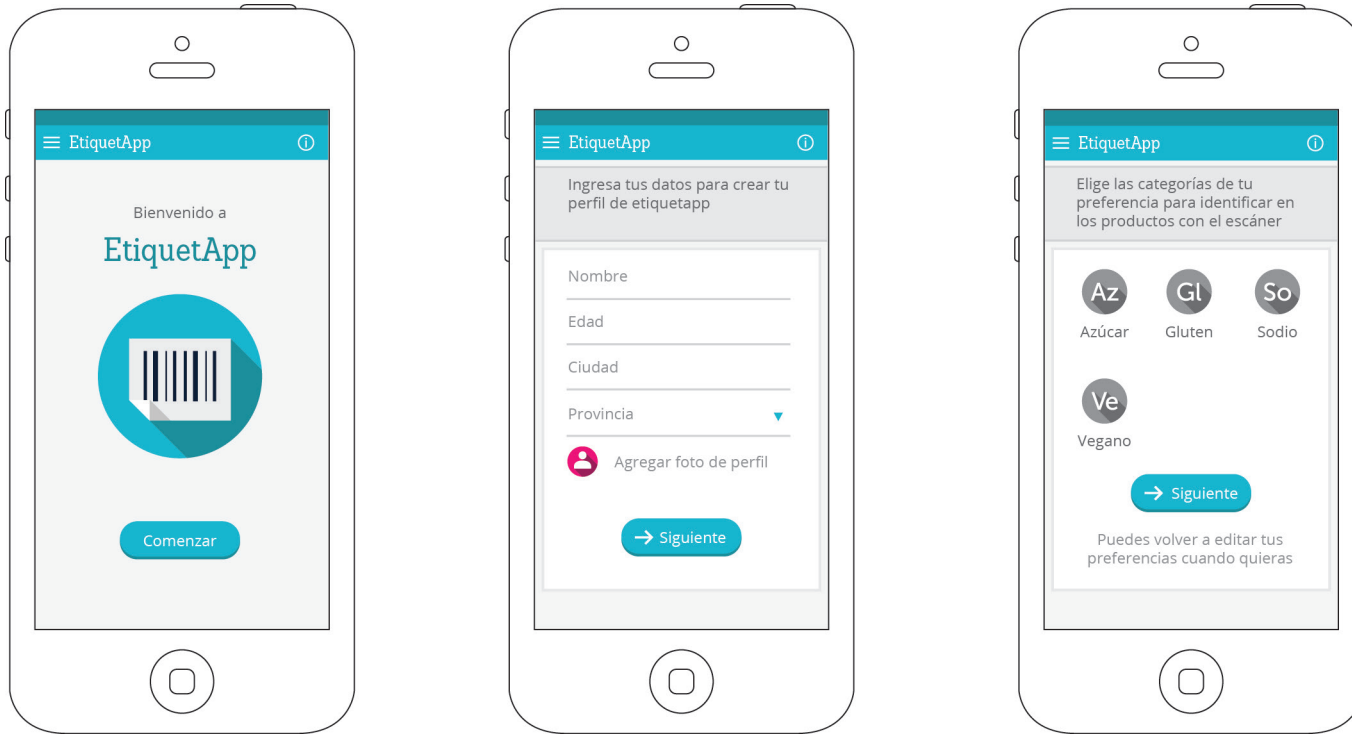 EtiquetApp
Bienvenido a
EtiquetApp
Comenzar
EtiquetApp
Ingresa tus datos para crear tu
perfil de etiquetapp
Nombre
Edad
Ciudad
Provincia
Agregar foto de perfil
Siguiente
EtiquetApp
Elige las categorías de tu
preferencia para identificar en
los productos con el escáner
Az Gl So
Azúcar Gluten Sodio
Ve
Vegano
Siguiente
Puedes volver a editar tus
preferencias cuando quieras